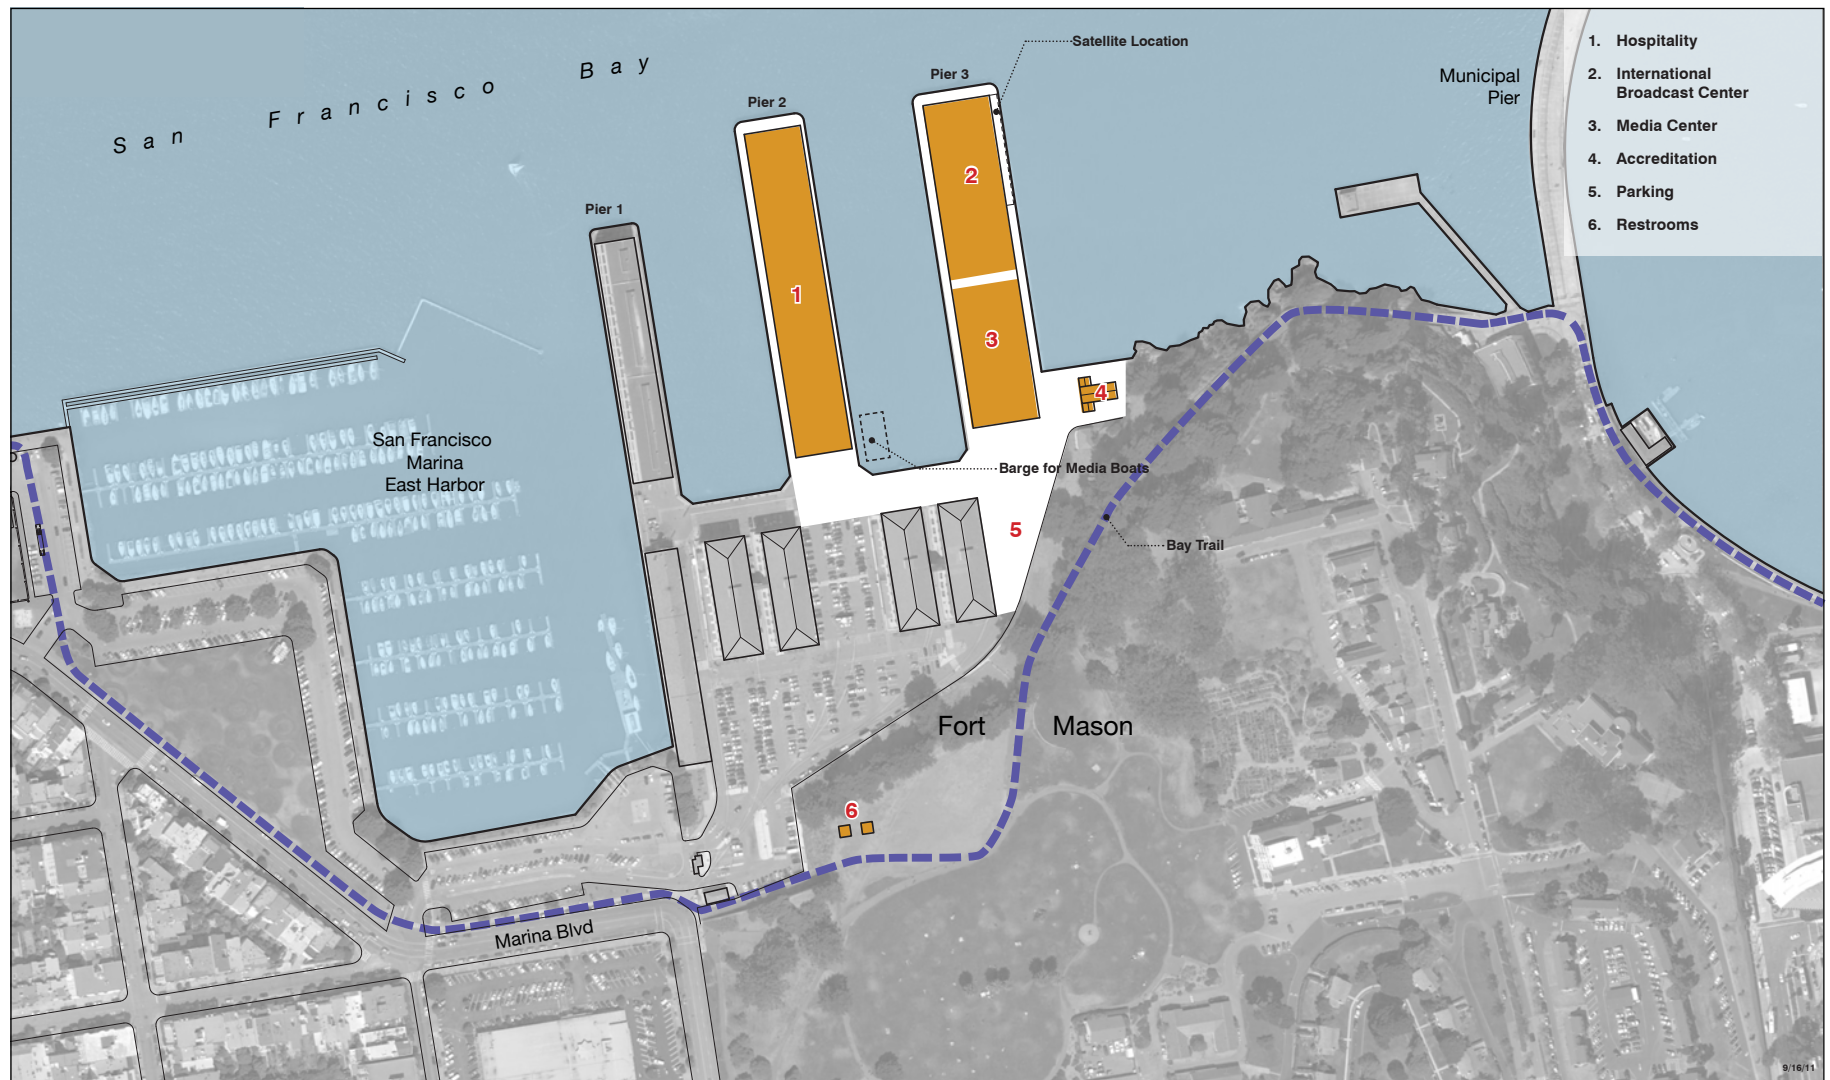 San Francisco Bay
Satellite Location
Pier 3
Pier 2
Pier 1
Municipal
Pier
1. Hospitality
2. International
Broadcast Center
3. Media Center
4. Accreditation
5. Parking
6. Restrooms
2
1
3
4
San Francisco
Marina
East Harbor
Barge for Media Boats
5
Bay Trail
Fort Mason
6
Marina Blvd
9/16/11